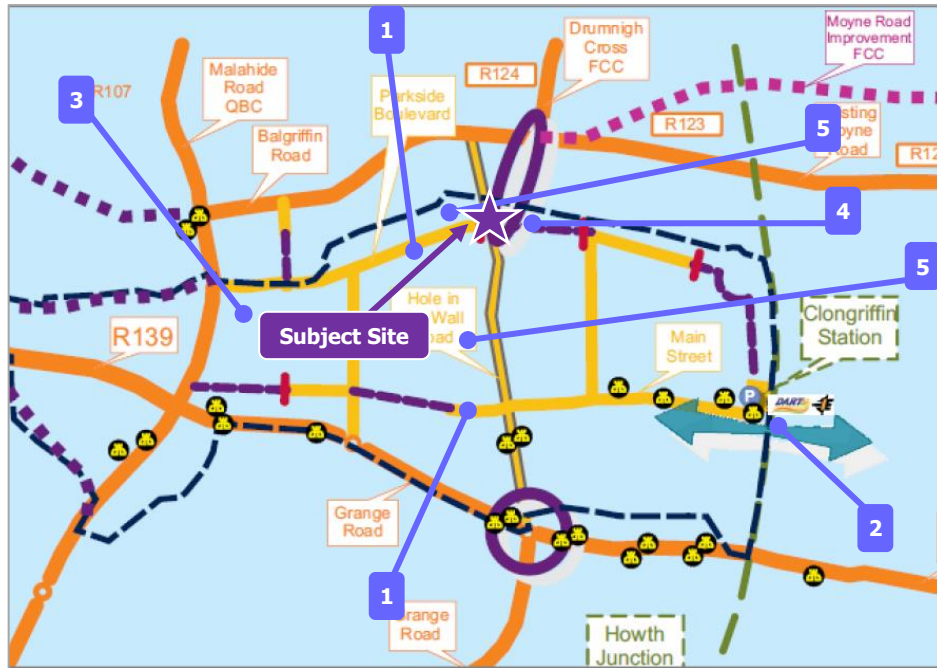 1
Drumnigh
Cross
FCC
Moyne Road
Improvement
FCC
R124
Malahide
Road
QBC
R107
3
Parkside
Boulevard
5
R123
Road
Balgriffin
Road
4
5
Hole in
Wall
Subject Site
Clongriffin
Station
R139
Main
Street
P
DART
2
Grange
Road
1
Grange
Road
Howth
Junction